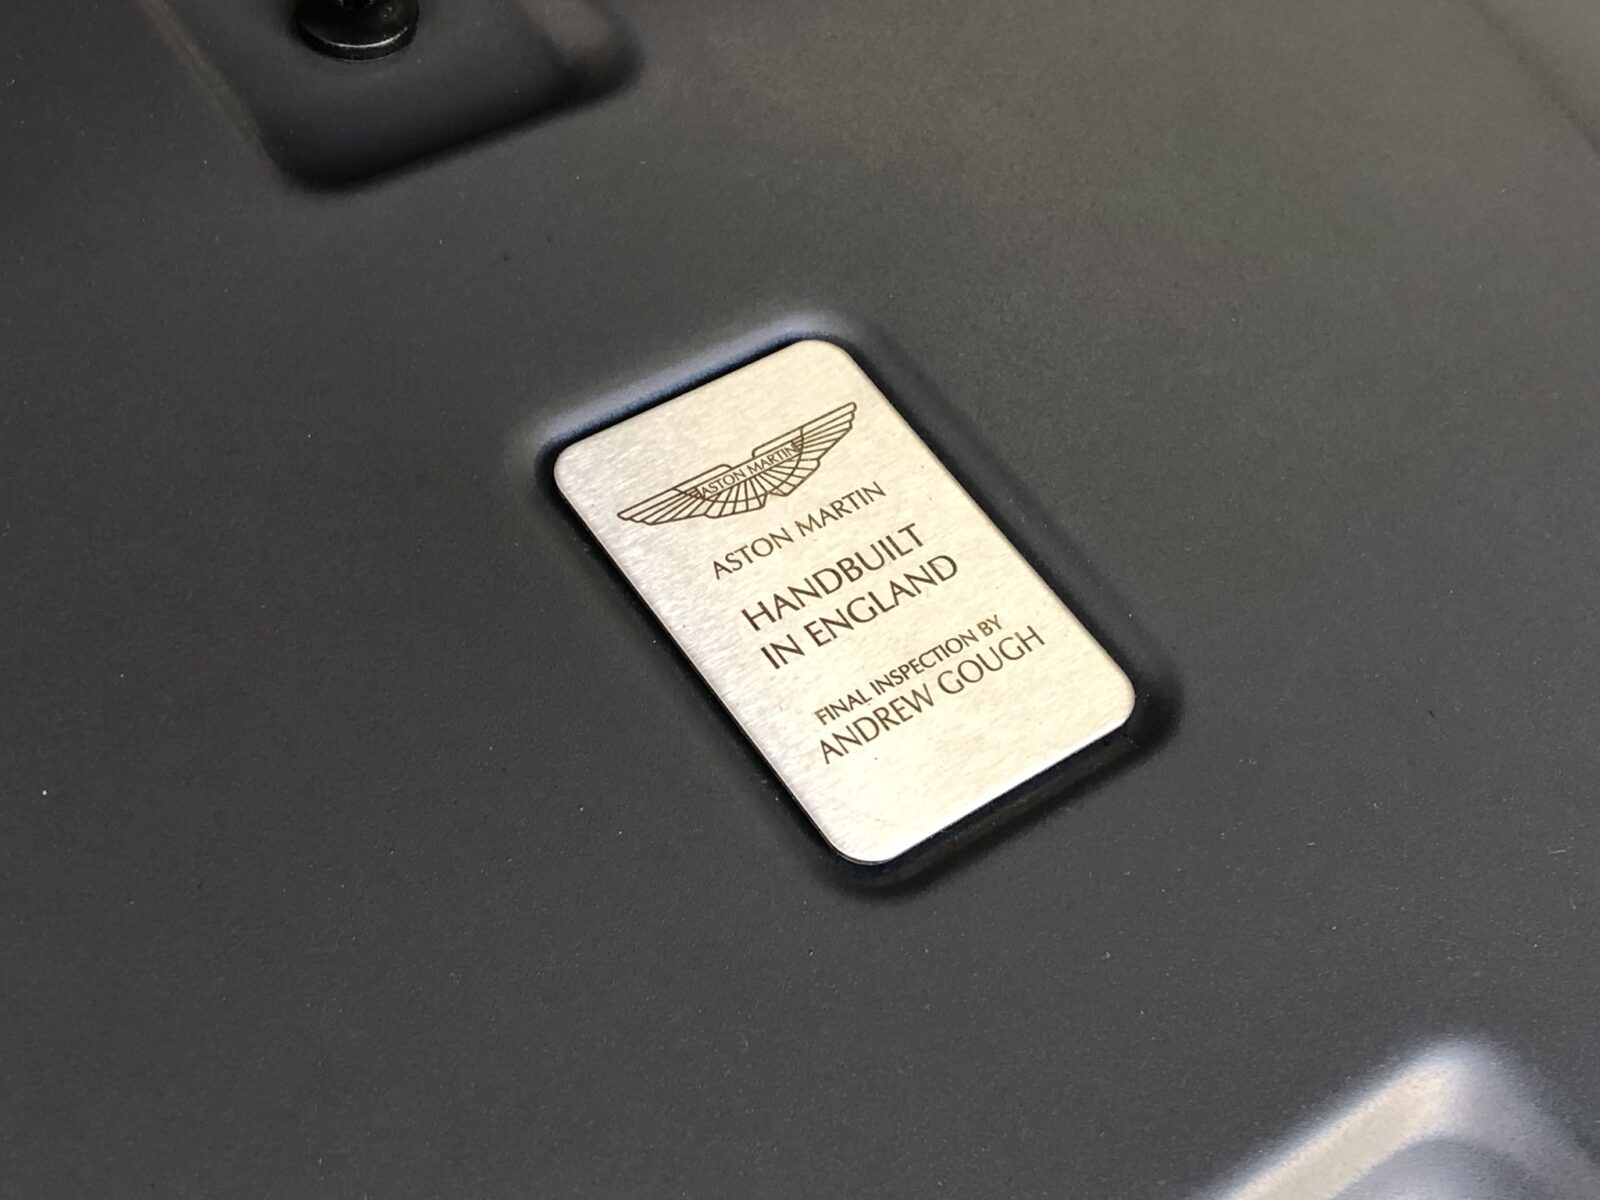 ASTON MARTIN
ASTON MARTIN
HANDBUILT
IN ENGLAND
FINAL INSPECTION BY
ANDREW GOUGH